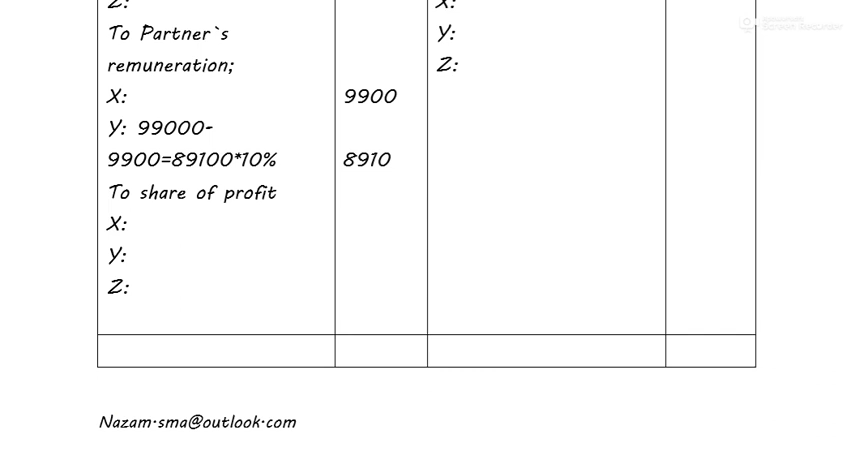 Z:
To Partner`s
remuneration;
X:
9900
Y: 99000-
9900=89100*10%
8910
To share of profit
X:
Y:
Z:
X:
Y:
Z:
Nazam.sma@outlook.com